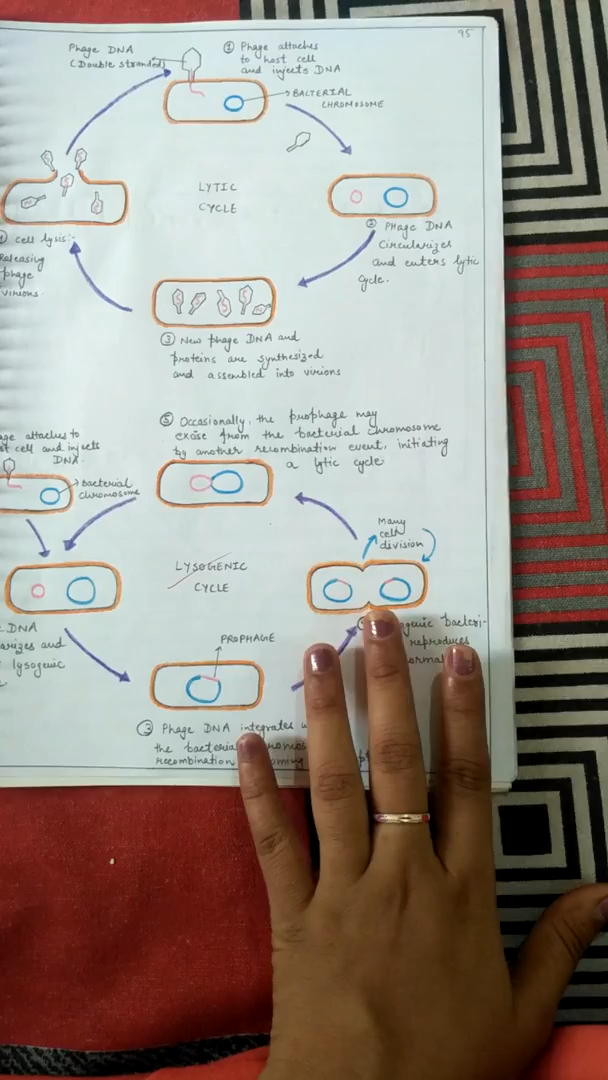 95
Phage DNA
(Double stranded)
① Phage attaches
to host cell
and injects DNA
BACTERIAL
CHROMOSOME
LYTIC
CYCLE
② Phage DNA
Circularizes
and enters lytic
cycle.
③ New phage DNA and
proteins are synthesized
and assembled into virions
cell lysis:-
Releasing
phage
virions
⑤ Occasionally, the prophage may
excise from the bacterial chromosome
by another recombination event, initiating
a lytic cycle
attaches to
cell and injects
DNA
Bacterial
chromosome
Many
cell
division
LYSOGENIC
CYCLE
DNA
and
lysogenic
PROPHAGE
bacteri-
reproduces
③ Phage DNA integrates
the bacterial
recombination